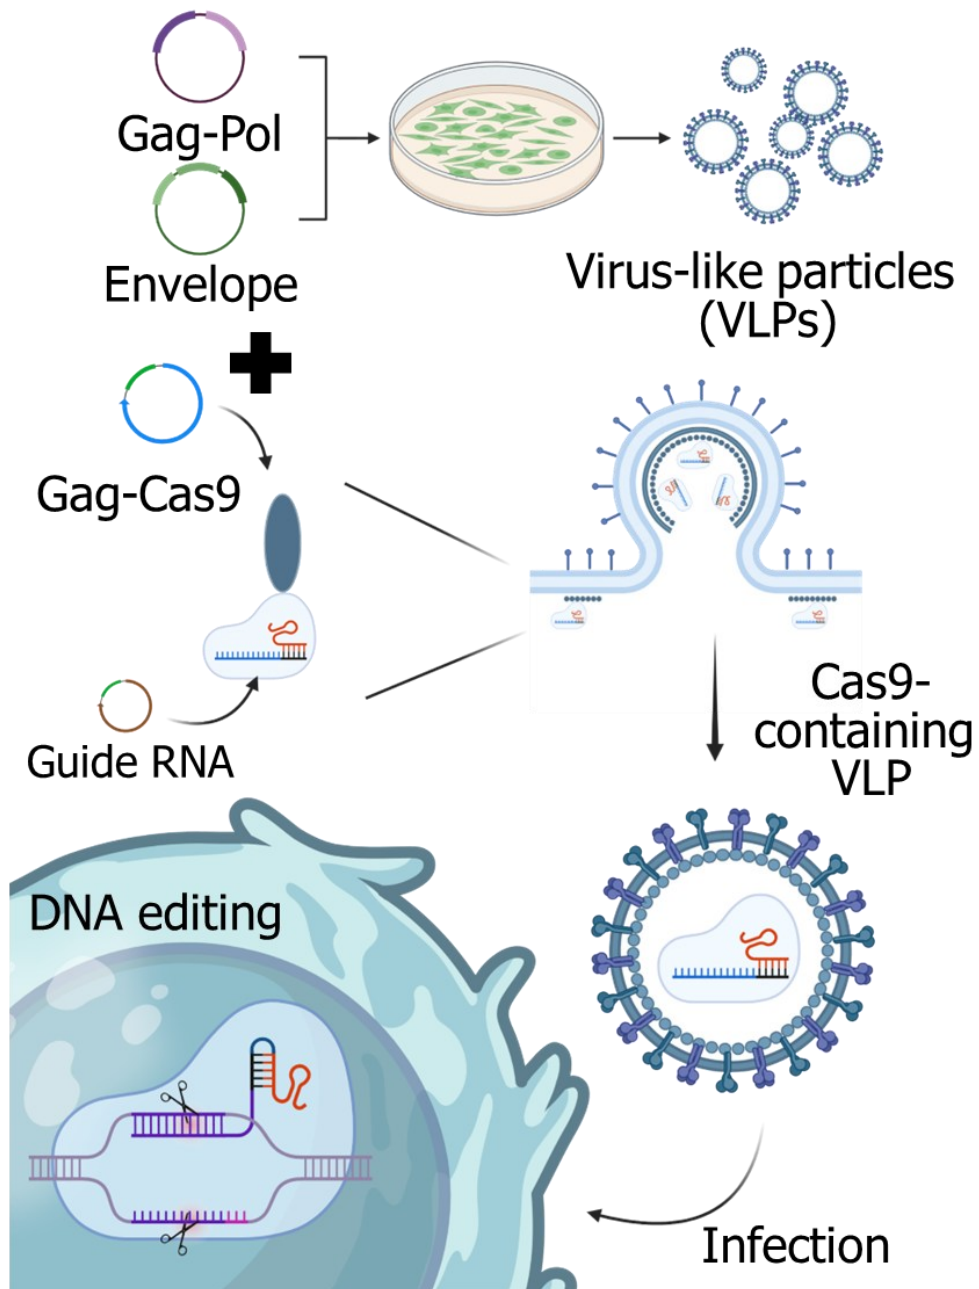 Gag-Pol
Envelope
Virus-like particles
(VLPs)
Gag-Cas9
Guide RNA
Cas9-
containing
VLP
DNA editing
Infection